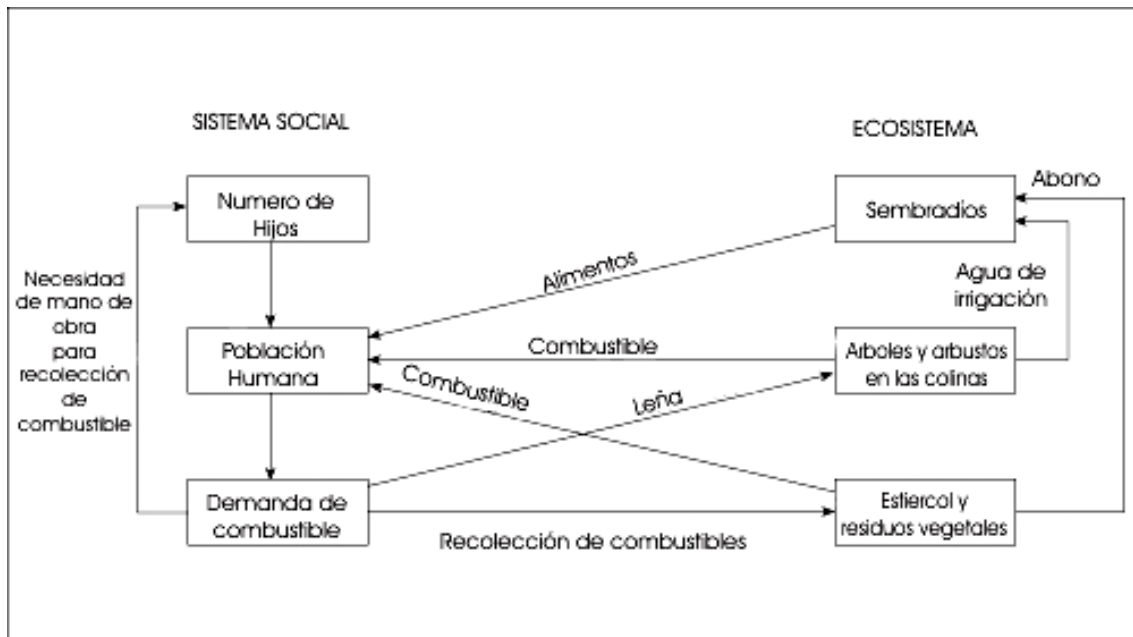 SISTEMA SOCIAL
ECOSISTEMA
Numero de
Hijos
Sembradios
Abono
Necesidad
de mano de
obra
para
recolección
de
combustible
Alimentos
Agua de
irrigación
Población
Humana
Combustible
Arboles y arbustos
en las colinas
Combustible
Leña
Demanda de
combustible
Estiercol y
residuos vegetales
Recolección de combustibles